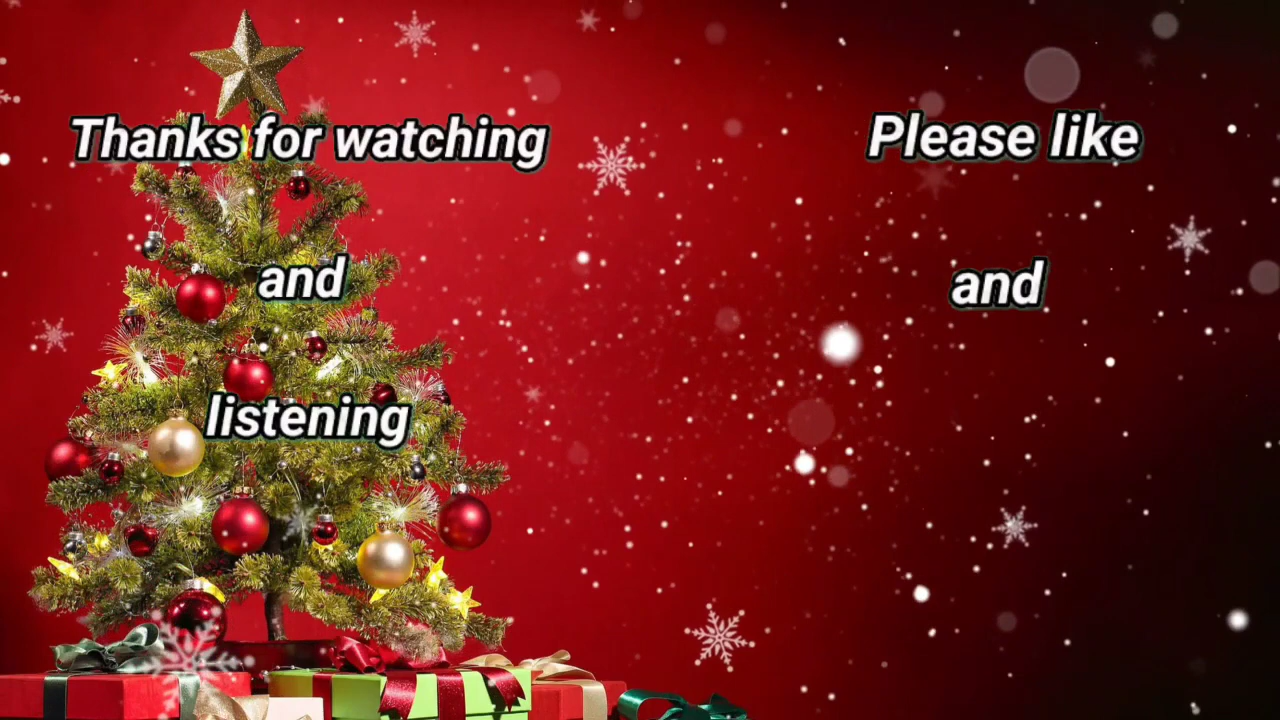 Thanks for watching
and
listening
Please like
and